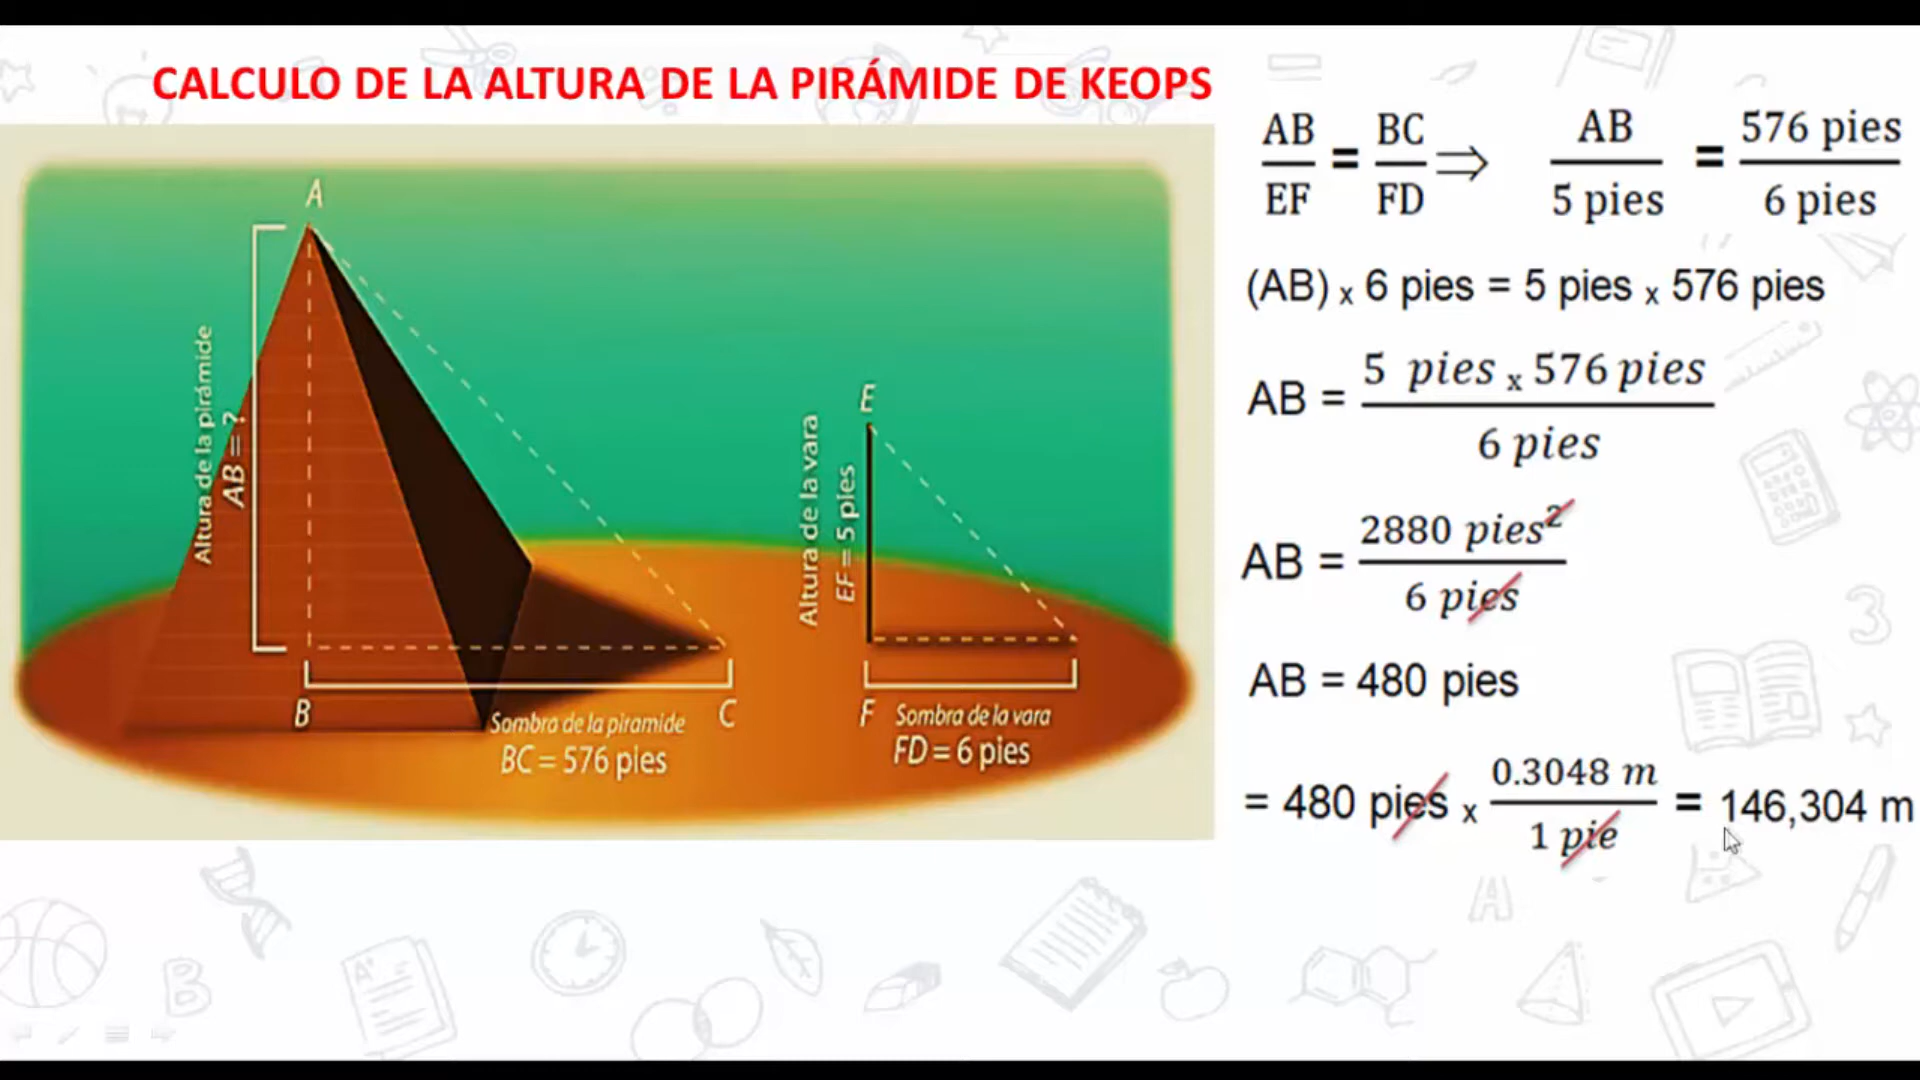 CALCULO DE LA ALTURA DE LA PIRÁMIDE DE KEOPS
A
Altura de la pirámide
AB = ?
B
Sombra de la piramide
C
BC = 576 pies
E
Altura de la vara
EF = 5 pies
F
Sombra de la vara
FD = 6 pies
AB/EF = BC/FD ⇒ AB/5 pies = 576 pies/6 pies
(AB) x 6 pies = 5 pies x 576 pies
AB = 5 pies x 576 pies/6 pies
AB = 2880 pies²/6 pies
AB = 480 pies
= 480 pies x 0.3048 m/1 pie = 146,304 m